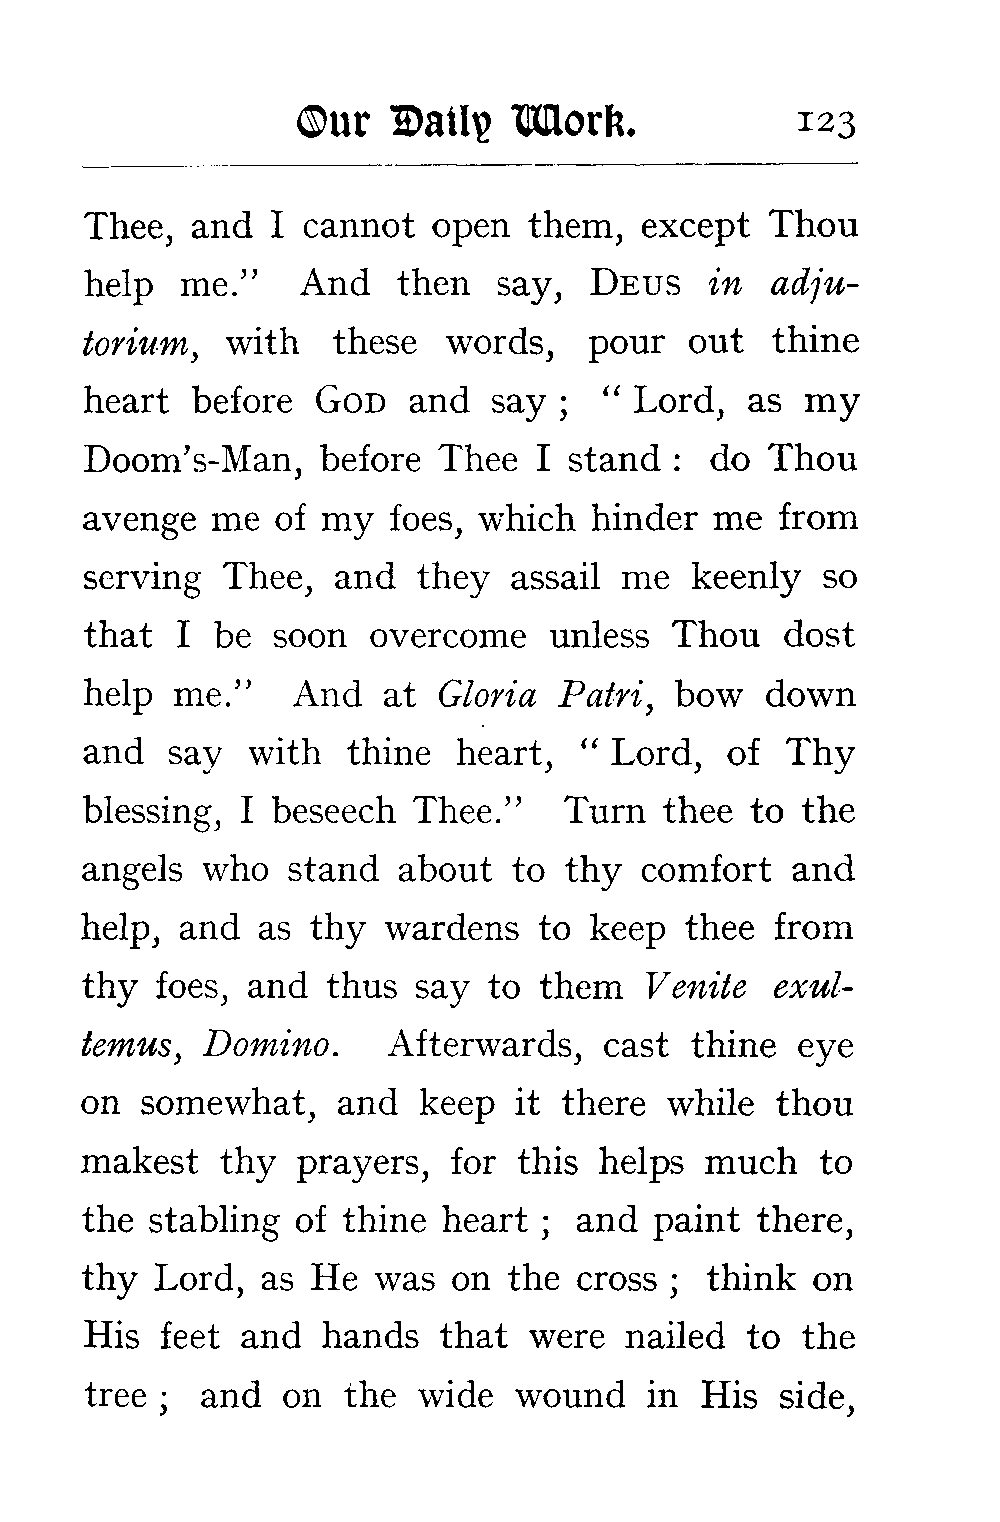 Our Daily Work. 123
Thee, and I cannot open them, except Thou
help me.” And then say, DEUS in adju-
torium, with these words, pour out thine
heart before GOD and say ; “ Lord, as my
Doom’s-Man, before Thee I stand : do Thou
avenge me of my foes, which hinder me from
serving Thee, and they assail me keenly so
that I be soon overcome unless Thou dost
help me.” And at Gloria Patri, bow down
and say with thine heart, “ Lord, of Thy
blessing, I beseech Thee.” Turn thee to the
angels who stand about to thy comfort and
help, and as thy wardens to keep thee from
thy foes, and thus say to them Venite exul-
temus, Domino. Afterwards, cast thine eye
on somewhat, and keep it there while thou
makest thy prayers, for this helps much to
the stabling of thine heart ; and paint there,
thy Lord, as He was on the cross ; think on
His feet and hands that were nailed to the
tree ; and on the wide wound in His side,